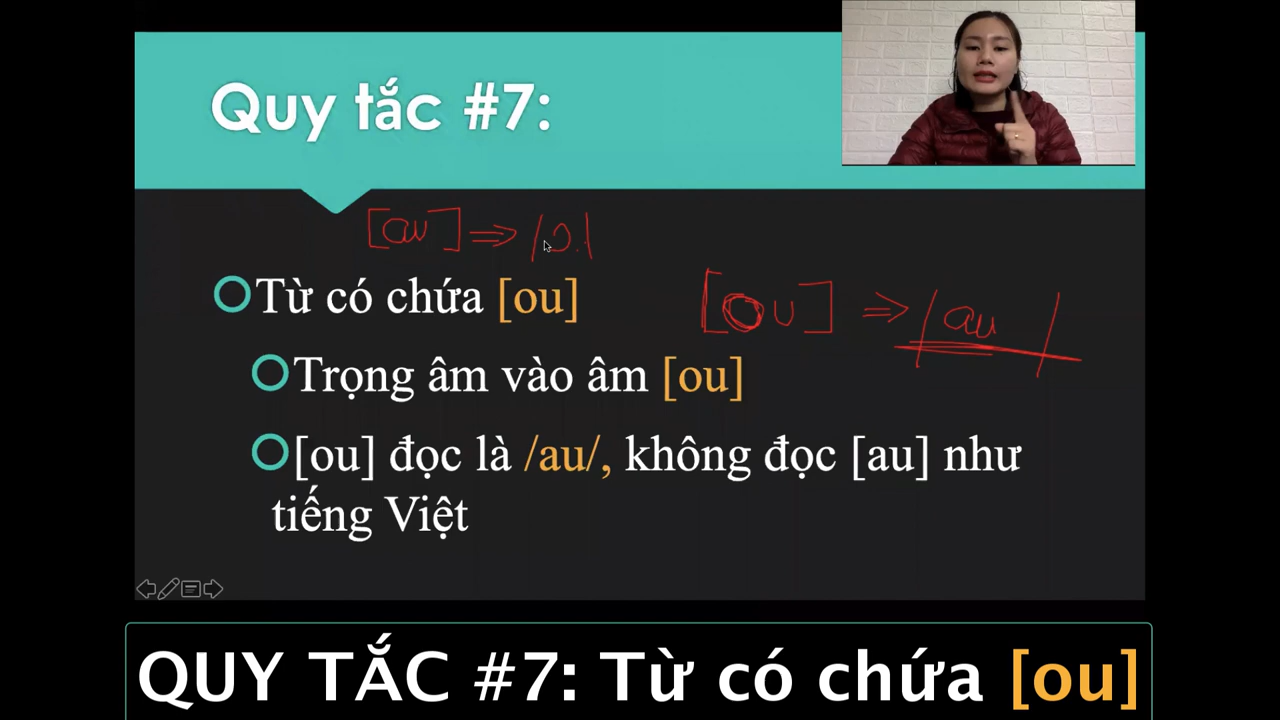 Quy tắc #7:
[au] => /ɔ:/
Từ có chứa [ou]
[ou] => /au/
Trọng âm vào âm [ou]
[ou] đọc là /au/, không đọc [au] như
tiếng Việt
QUY TẮC #7: Từ có chứa [ou]